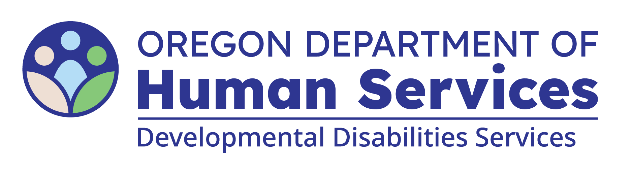 OREGON DEPARTMENT OF
Human Services
Developmental Disabilities Services